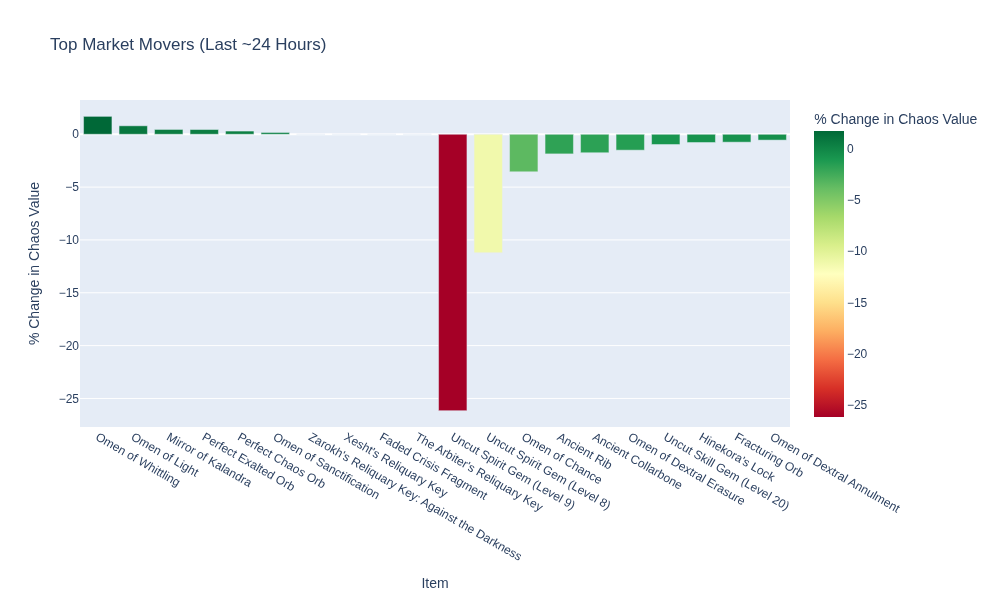 Top Market Movers (Last ~24 Hours)
% Change in Chaos Value
0
−5
−10
−15
−20
−25
% Change in Chaos Value
0
−5
−10
−15
−20
−25
Omen of Whittling
Omen of Light
Mirror of Kalandra
Perfect Exalted Orb
Perfect Chaos Orb
Omen of Sanctification
Zarokh's Reliquary Key: Against the Darkness
Xesht's Reliquary Key
Faded Crisis Fragment
The Arbiter's Reliquary Key
Uncut Spirit Gem (Level 9)
Uncut Spirit Gem (Level 8)
Omen of Chance
Ancient Rib
Ancient Collarbone
Omen of Dextral Erasure
Uncut Skill Gem (Level 20)
Hinekora's Lock
Fracturing Orb
Omen of Dextral Annulment
Item